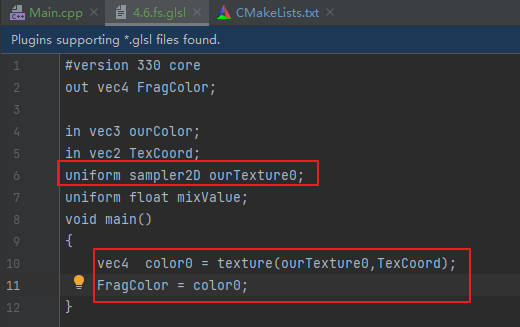 Main.cpp × 4.6.fs.glsl × CMakeLists.txt ×
Plugins supporting *.glsl files found.
1 #version 330 core
2 out vec4 FragColor;
3
4 in vec3 ourColor;
5 in vec2 TexCoord;
6 uniform sampler2D ourTexture0;
7 uniform float mixValue;
8 void main()
9 {
10 vec4  color0 = texture(ourTexture0,TexCoord);
11 FragColor = color0;
12 }